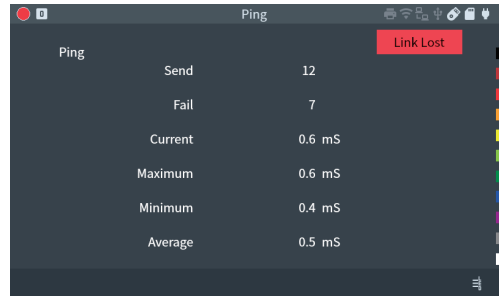 0 Ping
Link Lost
Ping
Send 12
Fail 7
Current 0.6 mS
Maximum 0.6 mS
Minimum 0.4 mS
Average 0.5 mS